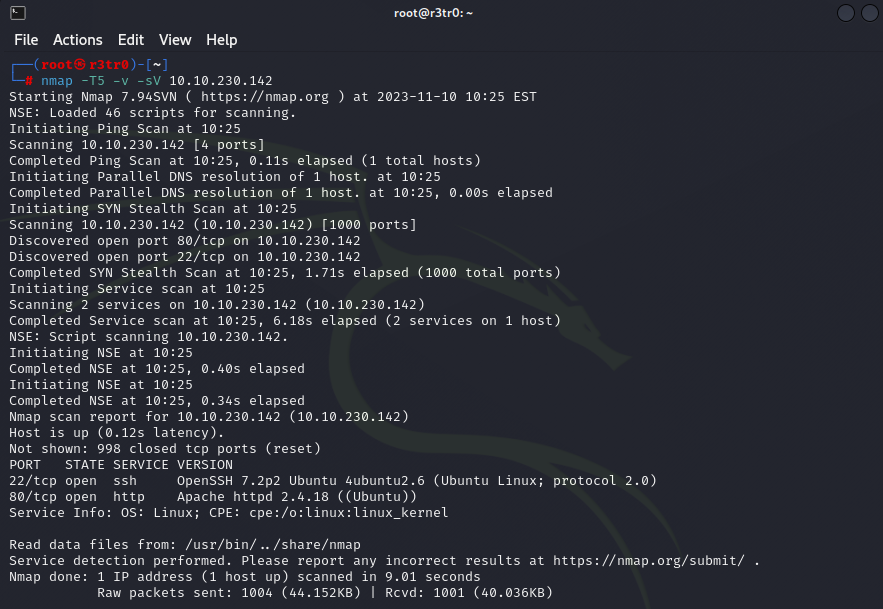 root@r3tr0: ~
File Actions Edit View Help
┌──(root㉿r3tr0)-[~]
└─# nmap -T5 -v -sV 10.10.230.142
Starting Nmap 7.94SVN ( https://nmap.org ) at 2023-11-10 10:25 EST
NSE: Loaded 46 scripts for scanning.
Initiating Ping Scan at 10:25
Scanning 10.10.230.142 [4 ports]
Completed Ping Scan at 10:25, 0.11s elapsed (1 total hosts)
Initiating Parallel DNS resolution of 1 host. at 10:25
Completed Parallel DNS resolution of 1 host. at 10:25, 0.00s elapsed
Initiating SYN Stealth Scan at 10:25
Scanning 10.10.230.142 (10.10.230.142) [1000 ports]
Discovered open port 80/tcp on 10.10.230.142
Discovered open port 22/tcp on 10.10.230.142
Completed SYN Stealth Scan at 10:25, 1.71s elapsed (1000 total ports)
Initiating Service scan at 10:25
Scanning 2 services on 10.10.230.142 (10.10.230.142)
Completed Service scan at 10:25, 6.18s elapsed (2 services on 1 host)
NSE: Script scanning 10.10.230.142.
Initiating NSE at 10:25
Completed NSE at 10:25, 0.40s elapsed
Initiating NSE at 10:25
Completed NSE at 10:25, 0.34s elapsed
Nmap scan report for 10.10.230.142 (10.10.230.142)
Host is up (0.12s latency).
Not shown: 998 closed tcp ports (reset)
PORT   STATE SERVICE VERSION
22/tcp open  ssh     OpenSSH 7.2p2 Ubuntu 4ubuntu2.6 (Ubuntu Linux; protocol 2.0)
80/tcp open  http    Apache httpd 2.4.18 ((Ubuntu))
Service Info: OS: Linux; CPE: cpe:/o:linux:linux_kernel
Read data files from: /usr/bin/../share/nmap
Service detection performed. Please report any incorrect results at https://nmap.org/submit/ .
Nmap done: 1 IP address (1 host up) scanned in 9.01 seconds
Raw packets sent: 1004 (44.152KB) | Rcvd: 1001 (40.036KB)